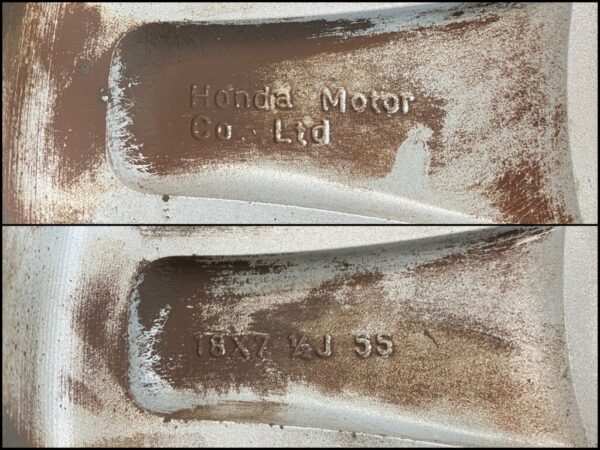 Honda Motor
Co. Ltd
18X7 ½J 55